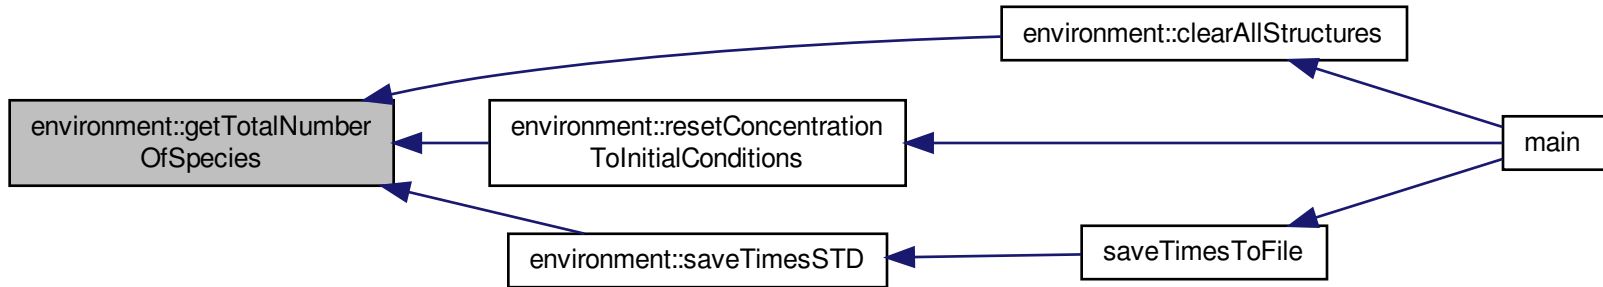 environment::clearAllStructures
environment::getTotalNumber
OfSpecies
environment::resetConcentration
ToInitialConditions
main
environment::saveTimesSTD
saveTimesToFile